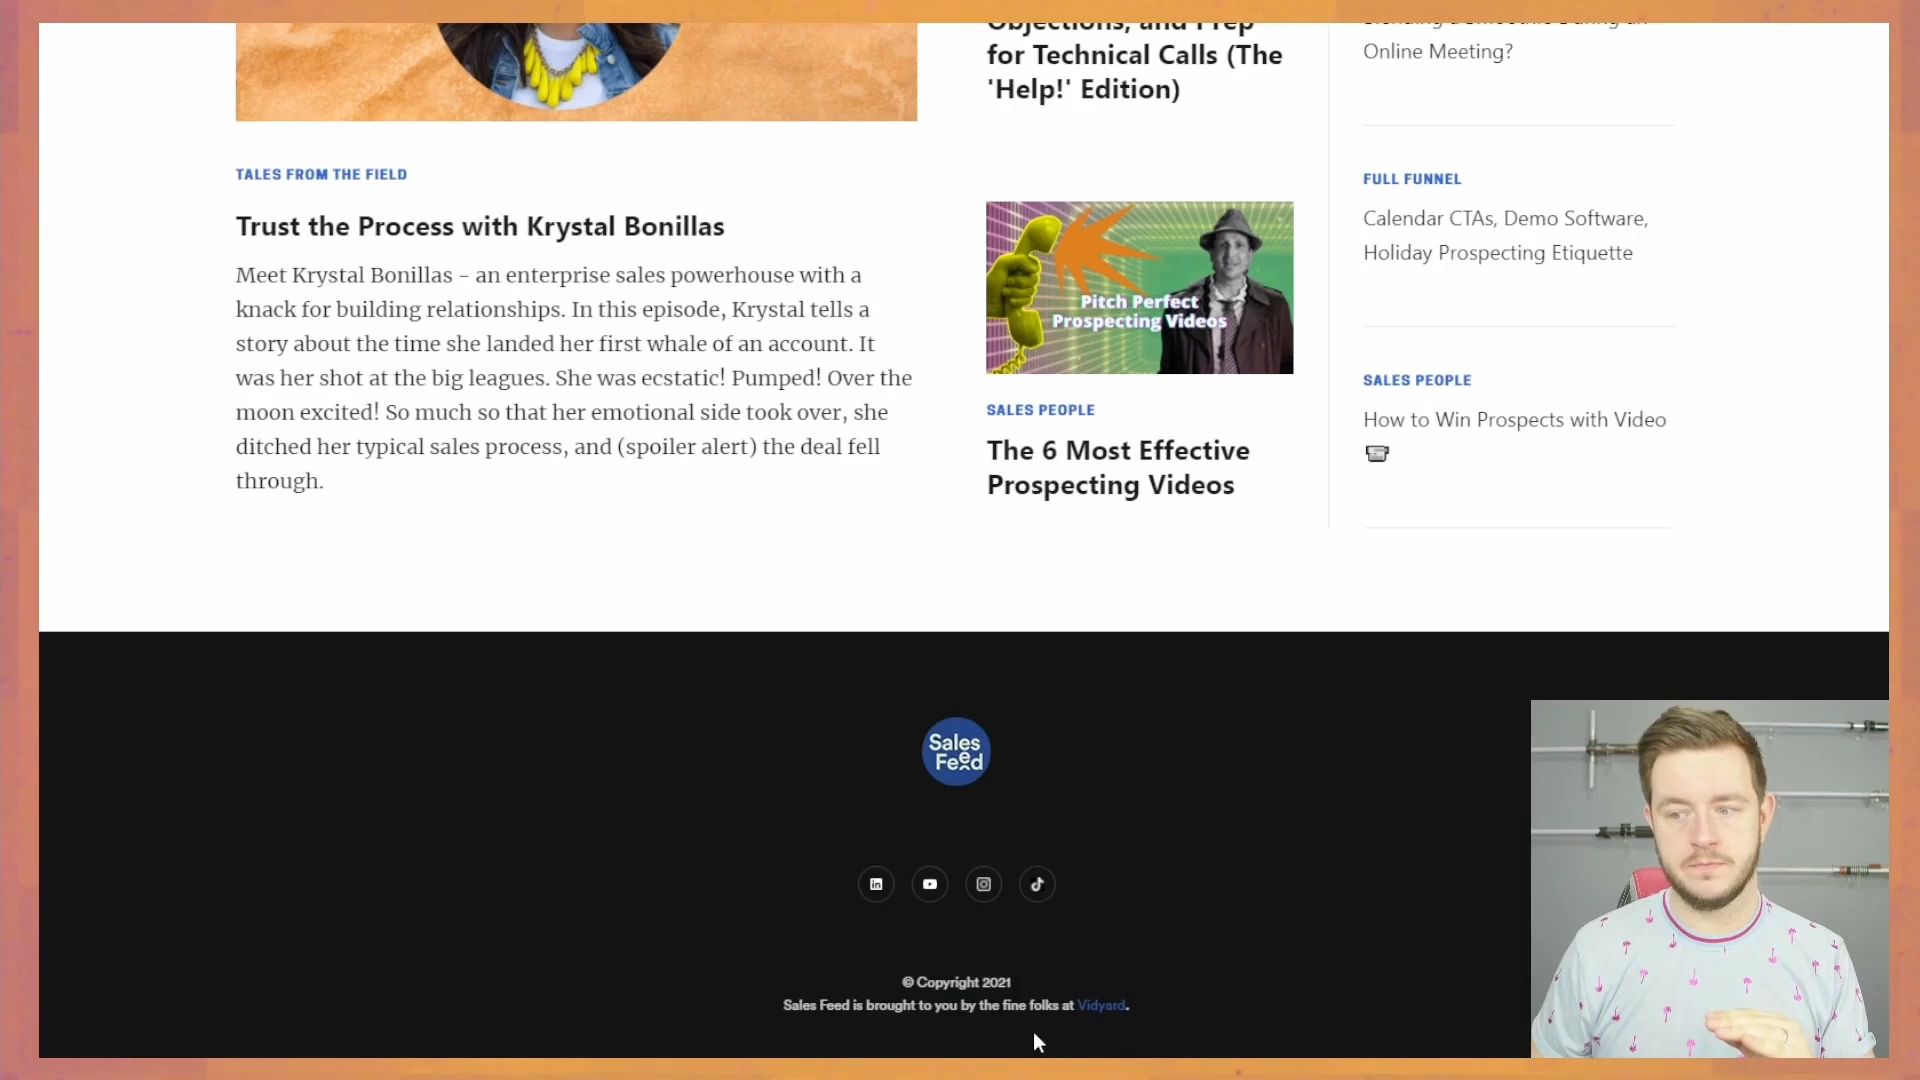 TALES FROM THE FIELD
Trust the Process with Krystal Bonillas
Meet Krystal Bonillas – an enterprise sales powerhouse with a
knack for building relationships. In this episode, Krystal tells a
story about the time she landed her first whale of an account. It
was her shot at the big leagues. She was ecstatic! Pumped! Over the
moon excited! So much so that her emotional side took over, she
ditched her typical sales process, and (spoiler alert) the deal fell
through.
Objections, and Prep
for Technical Calls (The
'Help!' Edition)
Pitch Perfect
Prospecting Videos
SALES PEOPLE
The 6 Most Effective
Prospecting Videos
Online Meeting?
FULL FUNNEL
Calendar CTAs, Demo Software,
Holiday Prospecting Etiquette
SALES PEOPLE
How to Win Prospects with Video
Sales
Feed
© Copyright 2021
Sales Feed is brought to you by the fine folks at Vidyard.